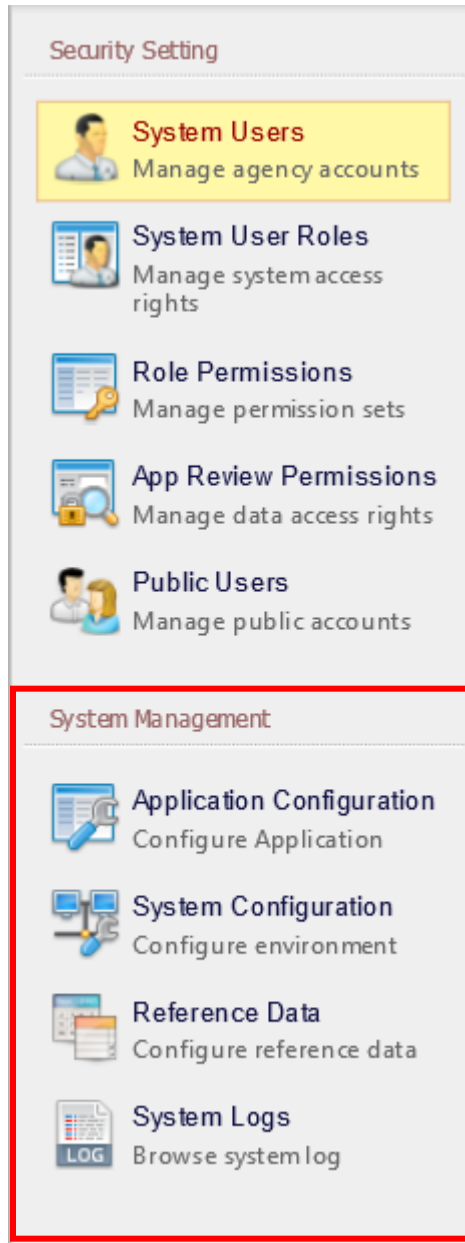 Security Setting
System Users
Manage agency accounts
System User Roles
Manage system access
rights
Role Permissions
Manage permission sets
App Review Permissions
Manage data access rights
Public Users
Manage public accounts
System Management
Application Configuration
Configure Application
System Configuration
Configure environment
Reference Data
Configure reference data
System Logs
LOG
Browse system log